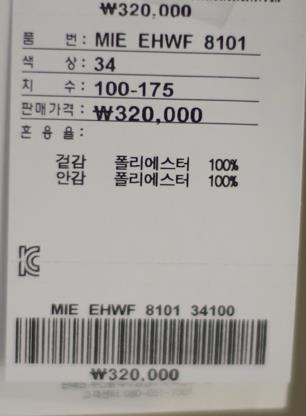 ₩320,000
품 번: MIE EHWF 8101
색 상: 34
치 수: 100-175
판매가격: ₩320,000
혼 용 율:
겉감 폴리에스터 100%
안감 폴리에스터 100%
MIE EHWF 8101 34100
₩320,000